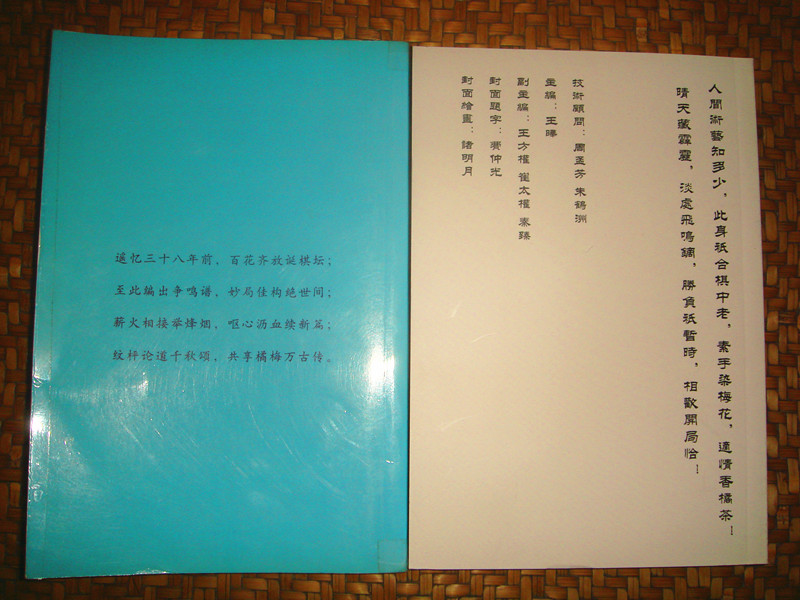 遥忆三十八年前，百花齐放诞棋坛；
至此编出争鸣谱，妙局佳构绝世间；
薪火相接举烽烟，呕心沥血续新篇；
纹枰论道千秋颂，共享橘梅万古传。
人間術藝知多少，此身祇合棋中老，素手染梅花，適情香橘茶！
晴天藏霹靂，淡處飛鳴鏑，勝負祇暫時，相歡開局恰！
技術顧問：周孟芳 朱鶴洲
主編：王曄
副主編：王方權 崔太權 秦臻
封面題字：黄仲光
封面繪畫：諸明月